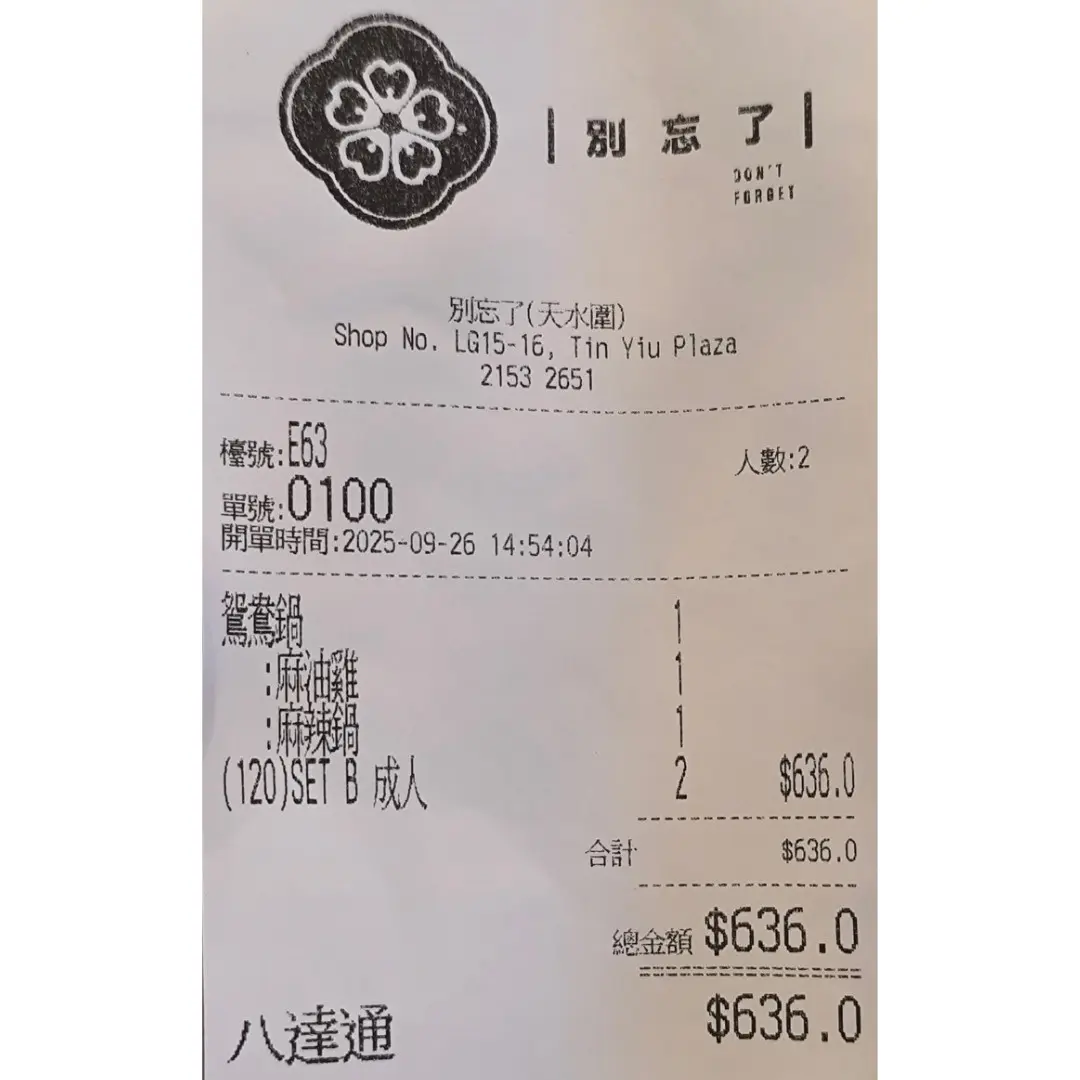 | 別忘了 |
DON'T
FORGET
別忘了(天水圍)
Shop No. LG15-16, Tin Yiu Plaza
2153 2651
檯號:E63 人數:2
單號:0100
開單時間:2025-09-26 14:54:04
鴛鴦鍋 1
:麻油雞 1
:麻辣鍋 1
(120)SET B 成人 2 $636.0
合計 $636.0
總金額 $636.0
八達通 $636.0